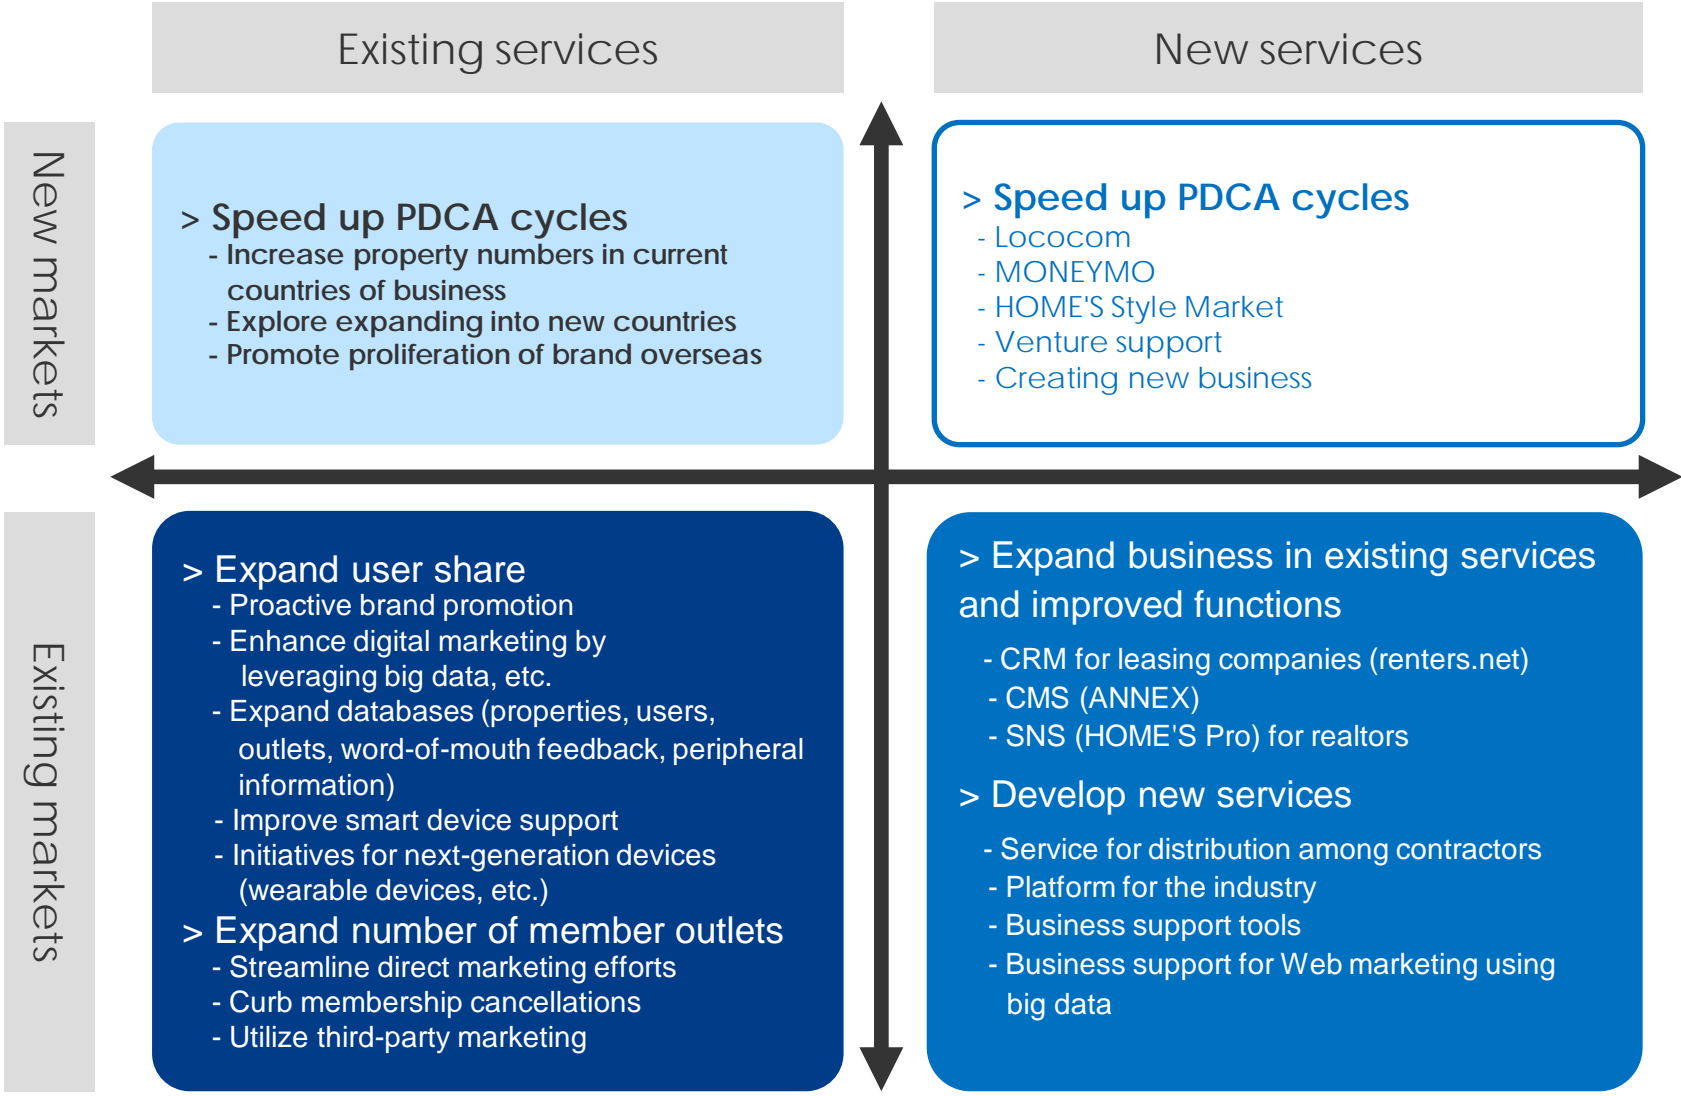 Existing services
New services
New markets
> Speed up PDCA cycles
- Increase property numbers in current
countries of business
- Explore expanding into new countries
- Promote proliferation of brand overseas
> Speed up PDCA cycles
- Lococom
- MONEYMO
- HOME'S Style Market
- Venture support
- Creating new business
Existing markets
> Expand user share
- Proactive brand promotion
- Enhance digital marketing by
leveraging big data, etc.
- Expand databases (properties, users,
outlets, word-of-mouth feedback, peripheral
information)
- Improve smart device support
- Initiatives for next-generation devices
(wearable devices, etc.)
> Expand number of member outlets
- Streamline direct marketing efforts
- Curb membership cancellations
- Utilize third-party marketing
> Expand business in existing services
and improved functions
- CRM for leasing companies (renters.net)
- CMS (ANNEX)
- SNS (HOME'S Pro) for realtors
> Develop new services
- Service for distribution among contractors
- Platform for the industry
- Business support tools
- Business support for Web marketing using
big data